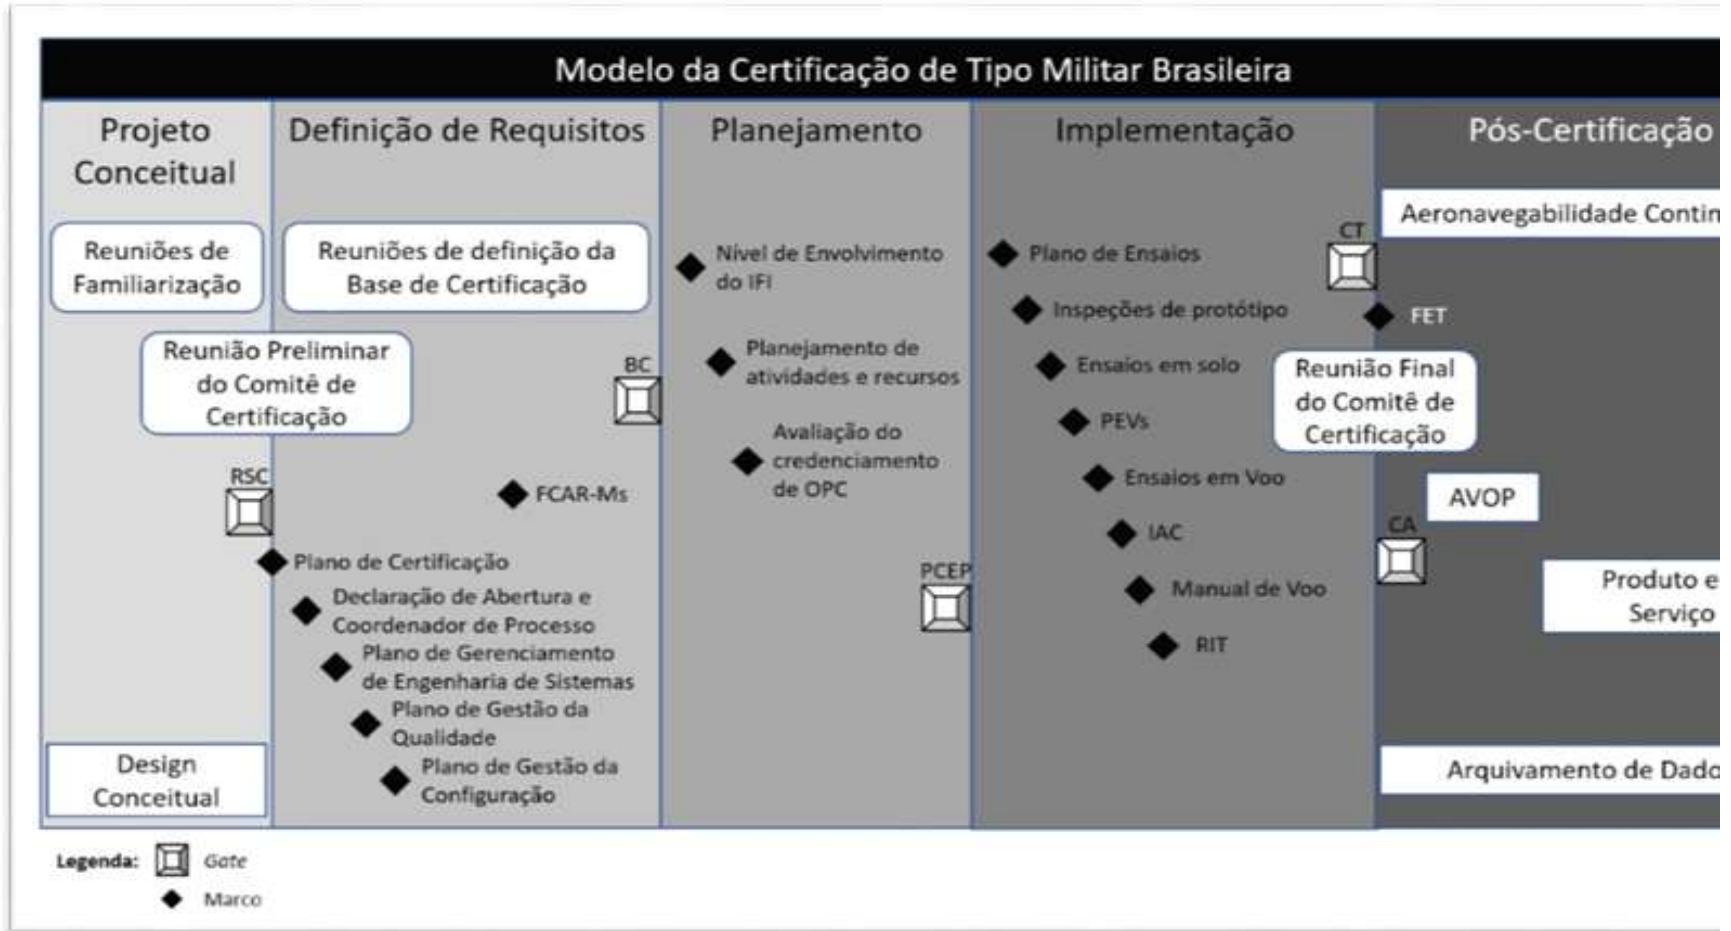 Modelo da Certificação de Tipo Militar Brasileira
Projeto
Conceitual
Reuniões de
Familiarização
Reunião Preliminar
do Comitê de
Certificação
RSC
Design
Conceitual
Definição de Requisitos
Reuniões de definição da
Base de Certificação
BC
FCAR-Ms
Plano de Certificação
Declaração de Abertura e
Coordenador de Processo
Plano de Gerenciamento
de Engenharia de Sistemas
Plano de Gestão da
Qualidade
Plano de Gestão da
Configuração
Planejamento
Nível de Envolvimento
do IFI
Planejamento de
atividades e recursos
Avaliação do
credenciamento
de OPC
PCEP
Implementação
CT
Plano de Ensaios
Inspeções de protótipo
Ensaios em solo
PEVs
Ensaios em Voo
IAC
Manual de Voo
RIT
Reunião Final
do Comitê de
Certificação
Pós-Certificação
Aeronavegabilidade Contin
FET
AVOP
CA
Produto e
Serviço
Arquivamento de Dado
Legenda:
Gate
Marco